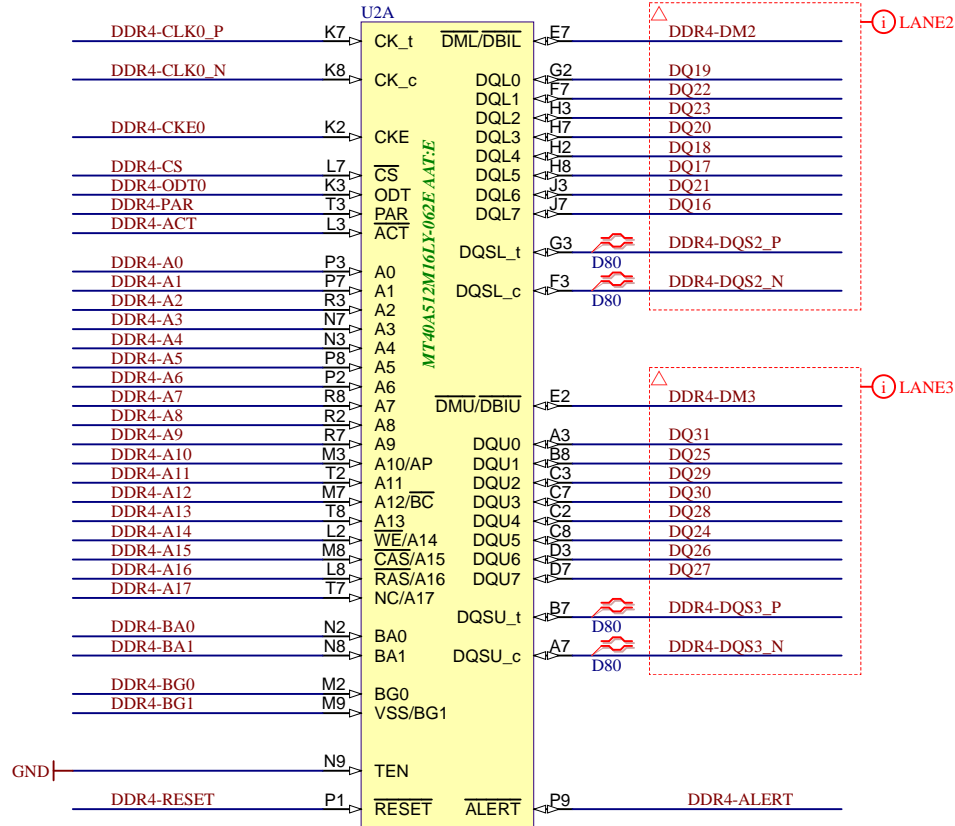 U2A
DDR4-CLK0_P K7 CK_t DML/DBIL E7 DDR4-DM2 i LANE2
DDR4-CLK0_N K8 CK_c DQL0 G2 DQ19
DQL1 F7 DQ22
DQL2 H3 DQ23
DDR4-CKE0 K2 CKE DQL3 H7 DQ20
DQL4 H2 DQ18
DDR4-CS L7 CS DQL5 H8 DQ17
DDR4-ODT0 K3 ODT DQL6 J3 DQ21
DDR4-PAR T3 PAR DQL7 J7 DQ16
DDR4-ACT L3 ACT
MT40A512M16LY-062E AAT:E
DQSL_t G3 D80 DDR4-DQS2_P
DDR4-A0 P3 A0
DDR4-A1 P7 A1 DQSL_c F3 D80 DDR4-DQS2_N
DDR4-A2 R3 A2
DDR4-A3 N7 A3
DDR4-A4 N3 A4
DDR4-A5 P8 A5
DDR4-A6 P2 A6 i LANE3
DDR4-A7 R8 A7 DMU/DBIU E2 DDR4-DM3
DDR4-A8 R2 A8
DDR4-A9 R7 A9 DQU0 A3 DQ31
DDR4-A10 M3 A10/AP DQU1 B8 DQ25
DDR4-A11 T2 A11 DQU2 C3 DQ29
DDR4-A12 M7 A12/BC DQU3 C7 DQ30
DDR4-A13 T8 A13 DQU4 C2 DQ28
DDR4-A14 L2 WE/A14 DQU5 C8 DQ24
DDR4-A15 M8 CAS/A15 DQU6 D3 DQ26
DDR4-A16 L8 RAS/A16 DQU7 D7 DQ27
DDR4-A17 T7 NC/A17
DQSU_t B7 D80 DDR4-DQS3_P
DDR4-BA0 N2 BA0
DDR4-BA1 N8 BA1 DQSU_c A7 D80 DDR4-DQS3_N
DDR4-BG0 M2 BG0
DDR4-BG1 M9 VSS/BG1
GND N9 TEN
DDR4-RESET P1 RESET ALERT P9 DDR4-ALERT